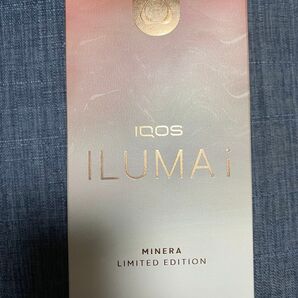 IQOS
ILUMA i
MINERA
LIMITED EDITION